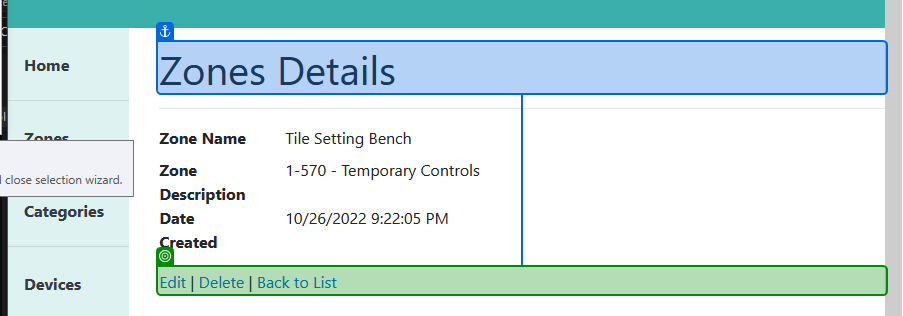 Home
Zones Details
Zones
Zone Name Tile Setting Bench
Zone Description 1-570 - Temporary Controls
close selection wizard.
Categories
Date Created 10/26/2022 9:22:05 PM
Devices
Edit | Delete | Back to List